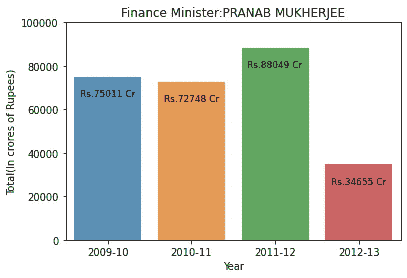 Finance Minister:PRANAB MUKHERJEE
100000
80000
60000
40000
20000
0
Total(In crores of Rupees)
Rs.75011 Cr
Rs.72748 Cr
Rs.88049 Cr
Rs.34655 Cr
2009-10
2010-11
2011-12
2012-13
Year